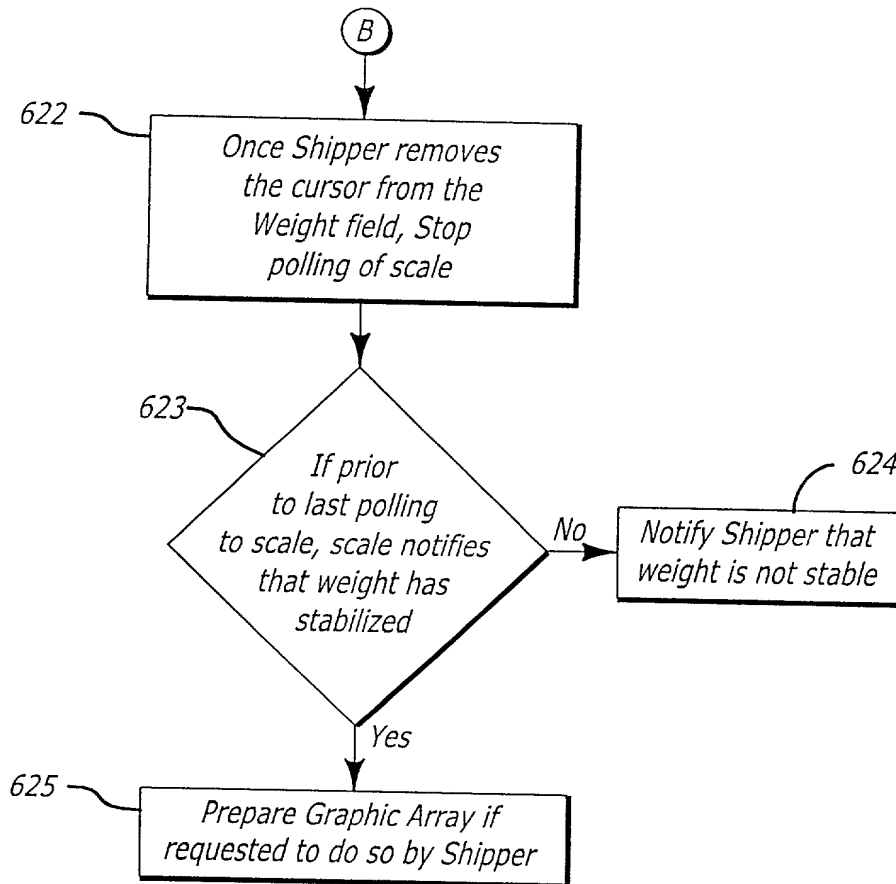 B
622
Once Shipper removes
the cursor from the
Weight field, Stop
polling of scale
623
If prior
to last polling
to scale, scale notifies
that weight has
stabilized
No
624
Notify Shipper that
weight is not stable
Yes
625
Prepare Graphic Array if
requested to do so by Shipper